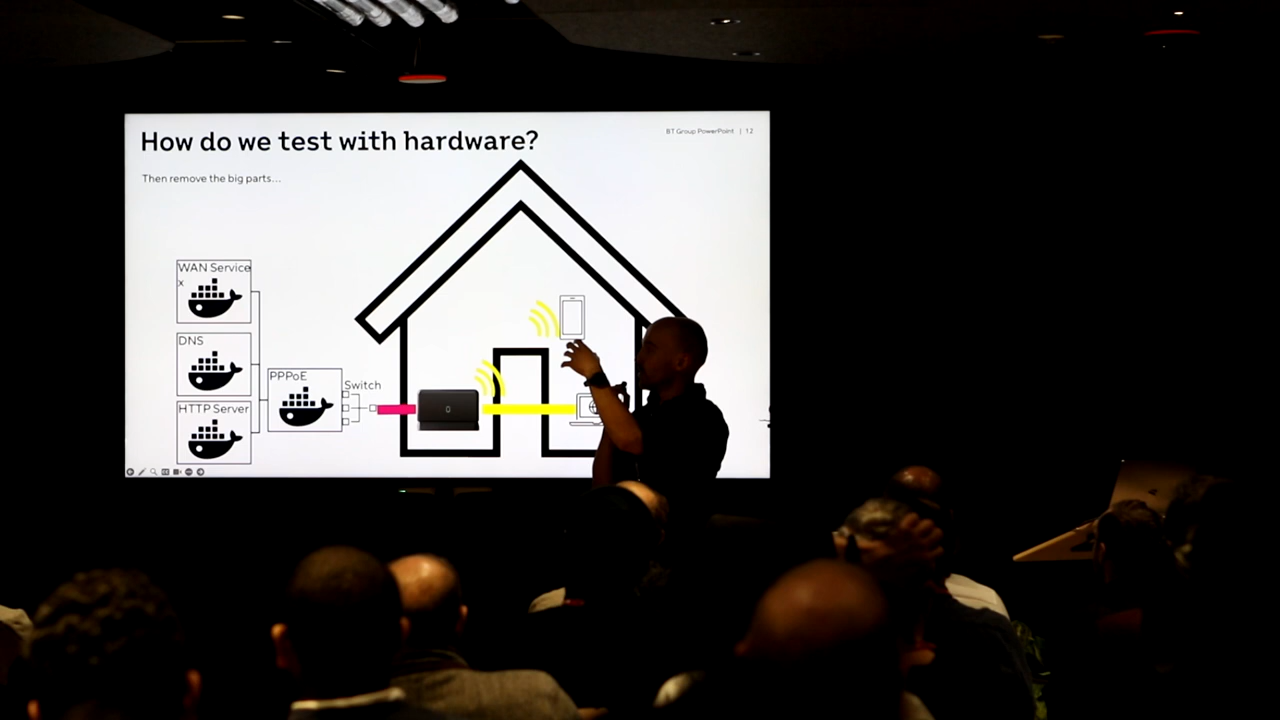 How do we test with hardware?
BT Group PowerPoint | 12
Then remove the big parts...
WAN Service
x
DNS
PPPoE
Switch
HTTP Server